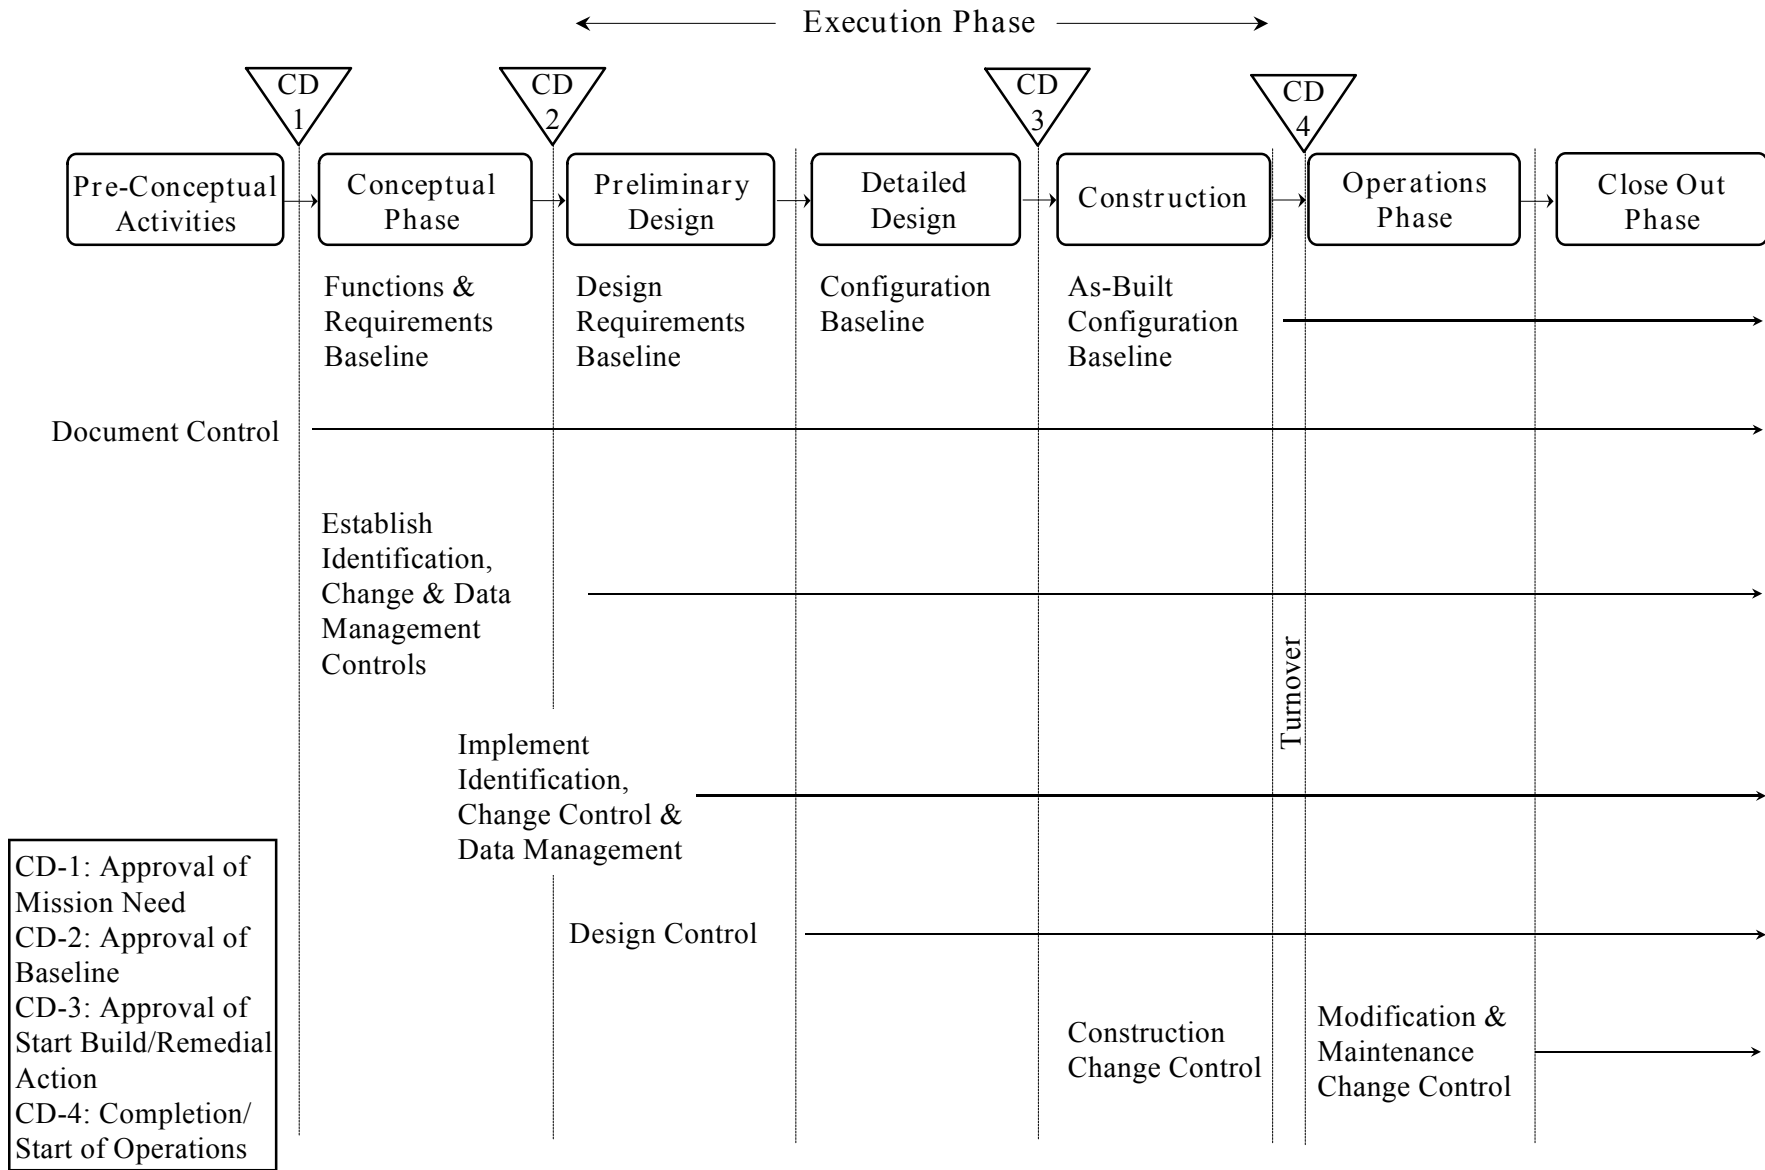 Execution Phase
CD
1
CD
2
CD
3
CD
4
Pre-Conceptual
Activities
Conceptual
Phase
Preliminary
Design
Detailed
Design
Construction
Operations
Phase
Close Out
Phase
Functions &
Requirements
Baseline
Design
Requirements
Baseline
Configuration
Baseline
As-Built
Configuration
Baseline
Document Control
Establish
Identification,
Change & Data
Management
Controls
Turnover
Implement
Identification,
Change Control &
Data Management
Design Control
Construction
Change Control
Modification &
Maintenance
Change Control
CD-1: Approval of
Mission Need
CD-2: Approval of
Baseline
CD-3: Approval of
Start Build/Remedial
Action
CD-4: Completion/
Start of Operations